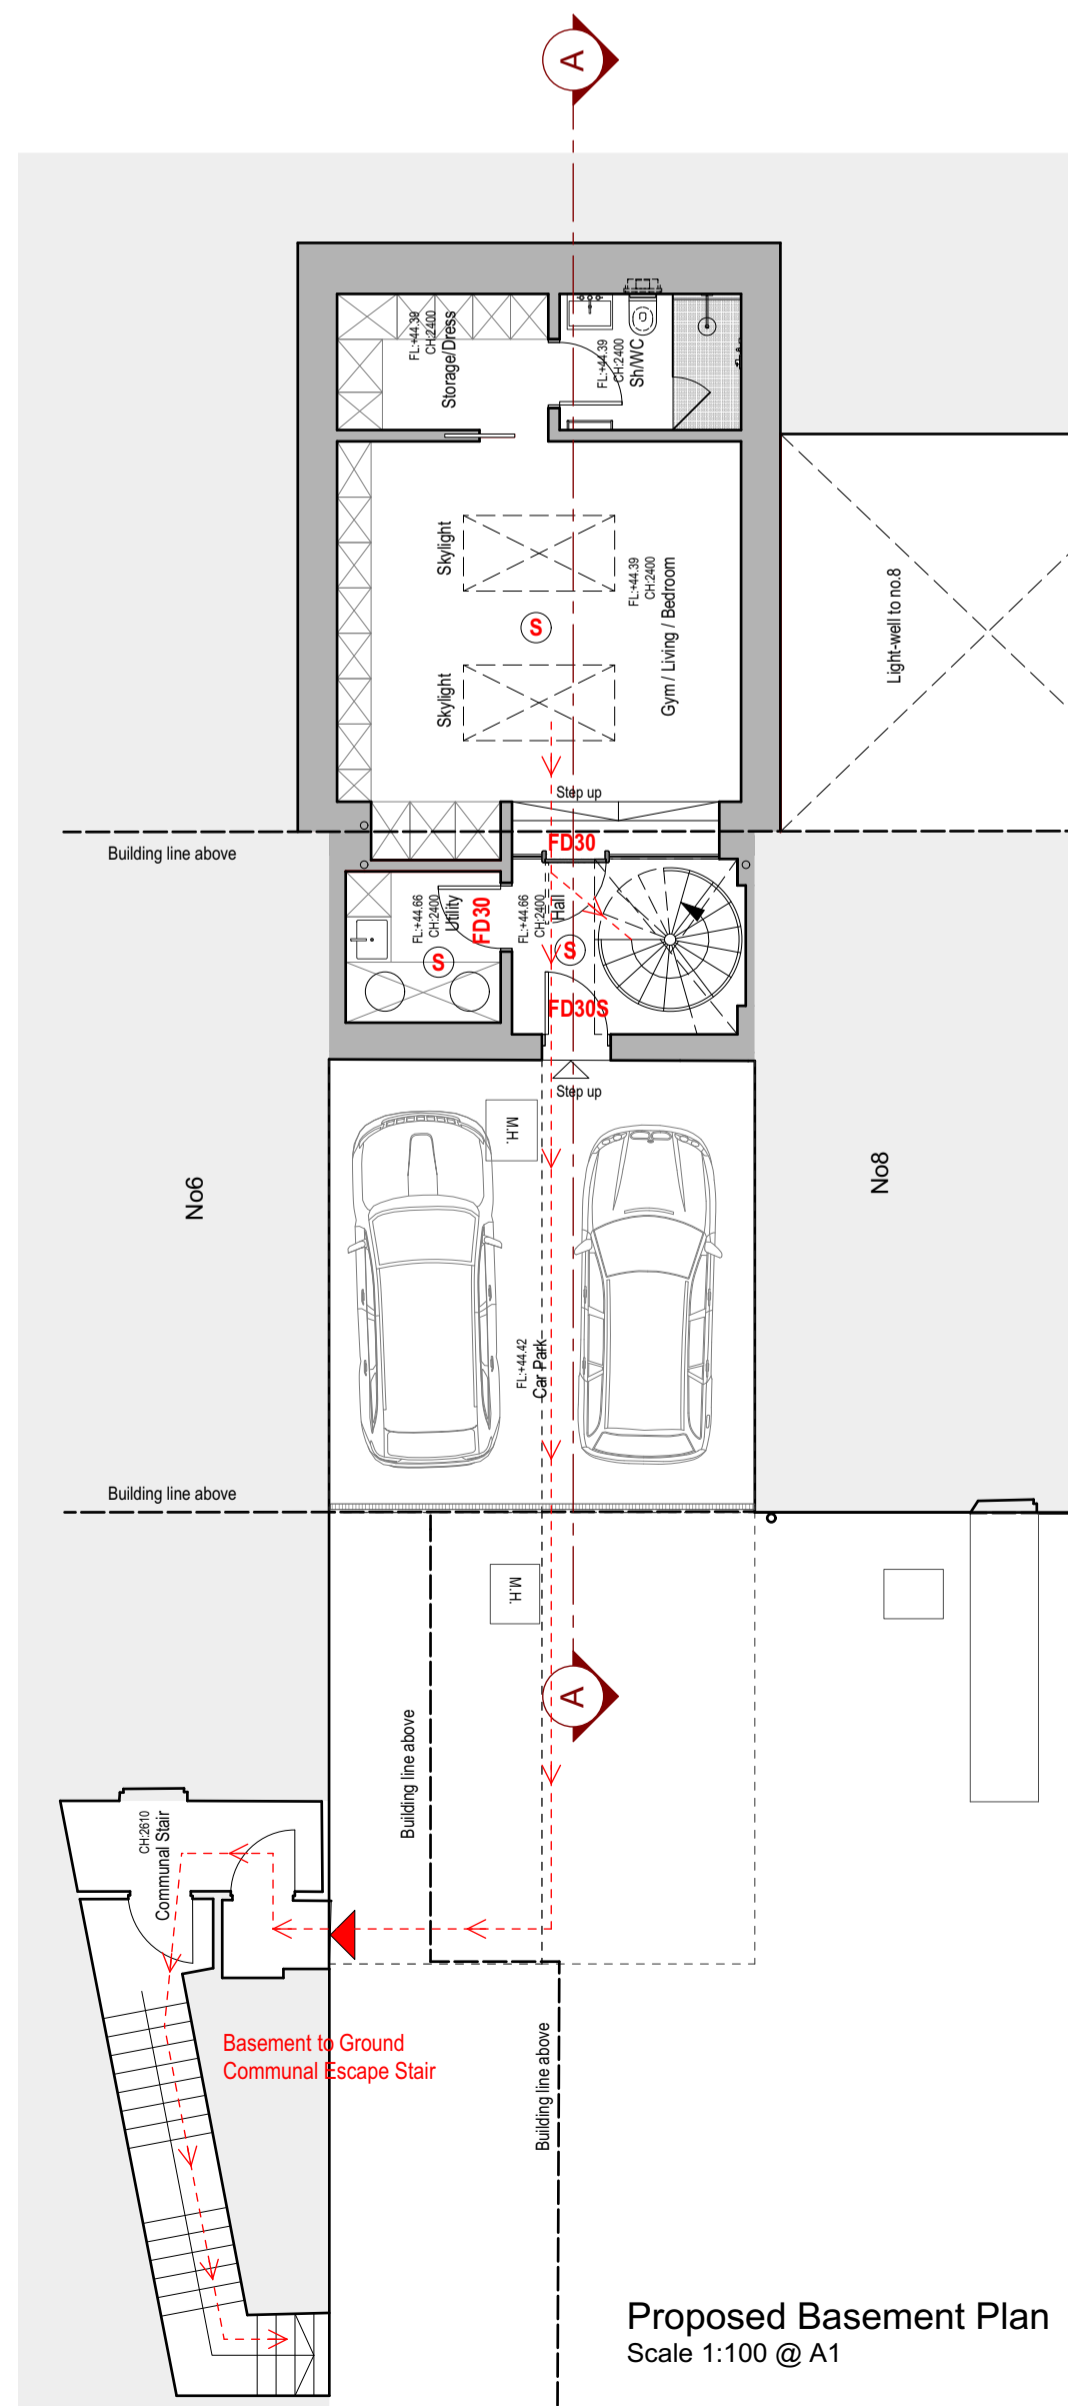 A
FL:+44.39
CH:2400
Storage/Dress
FL:+44.39
CH:2400
Sh/WC
Skylight
FL:+44.39
CH:2400
Gym / Living / Bedroom
S
Skylight
Light-well to no.8
Step up
Building line above
FD30
FL:+44.66
CH:2400
Utility
FD30
FL:+44.66
CH:2400
Hall
S
S
FD30S
Step up
M.H.
No6
No8
FL:+44.42
Car Park
Building line above
M.H.
A
Building line above
CH:2610
Communal Stair
Basement to Ground
Communal Escape Stair
Building line above
Proposed Basement Plan
Scale 1:100 @ A1